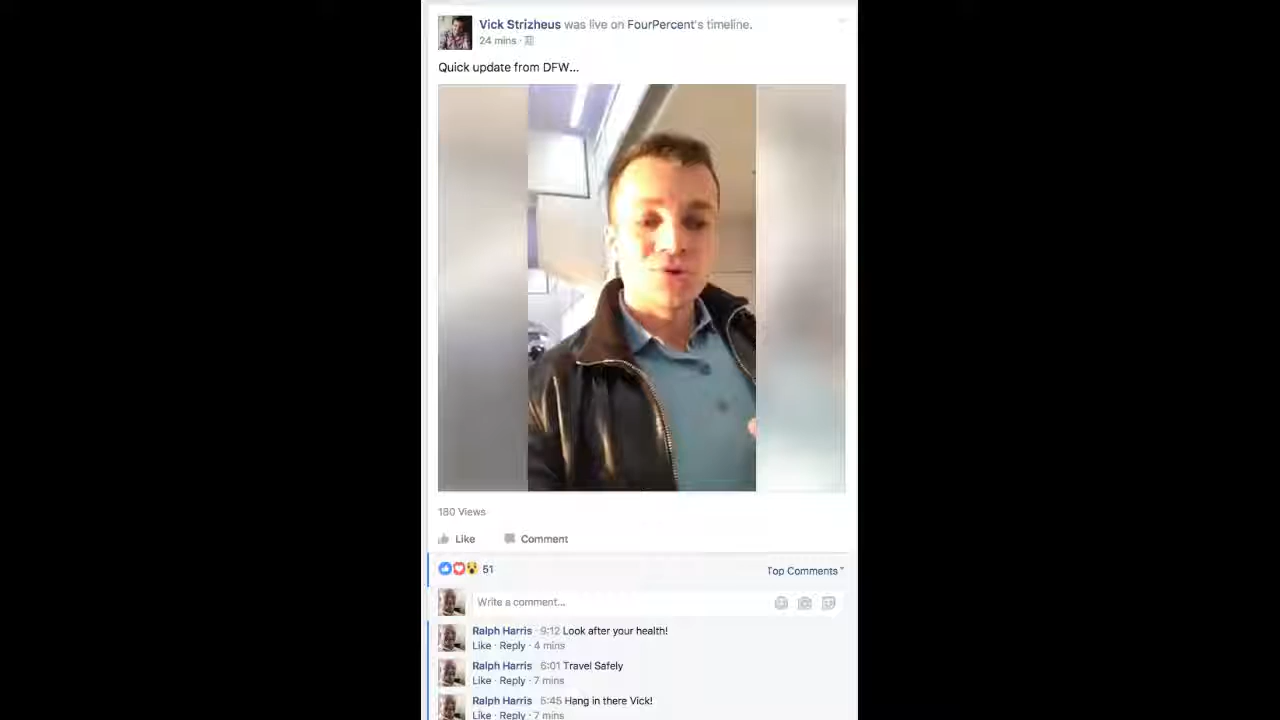 Vick Strizheus was live on FourPercent's timeline.
24 mins ·
Quick update from DFW...
180 Views
Like Comment
51 Top Comments
Write a comment...
Ralph Harris · 9:12 Look after your health!
Like · Reply · 4 mins
Ralph Harris 6:01 Travel Safely
Like · Reply · 7 mins
Ralph Harris 5:45 Hang in there Vick!
Like · Reply · 7 mins